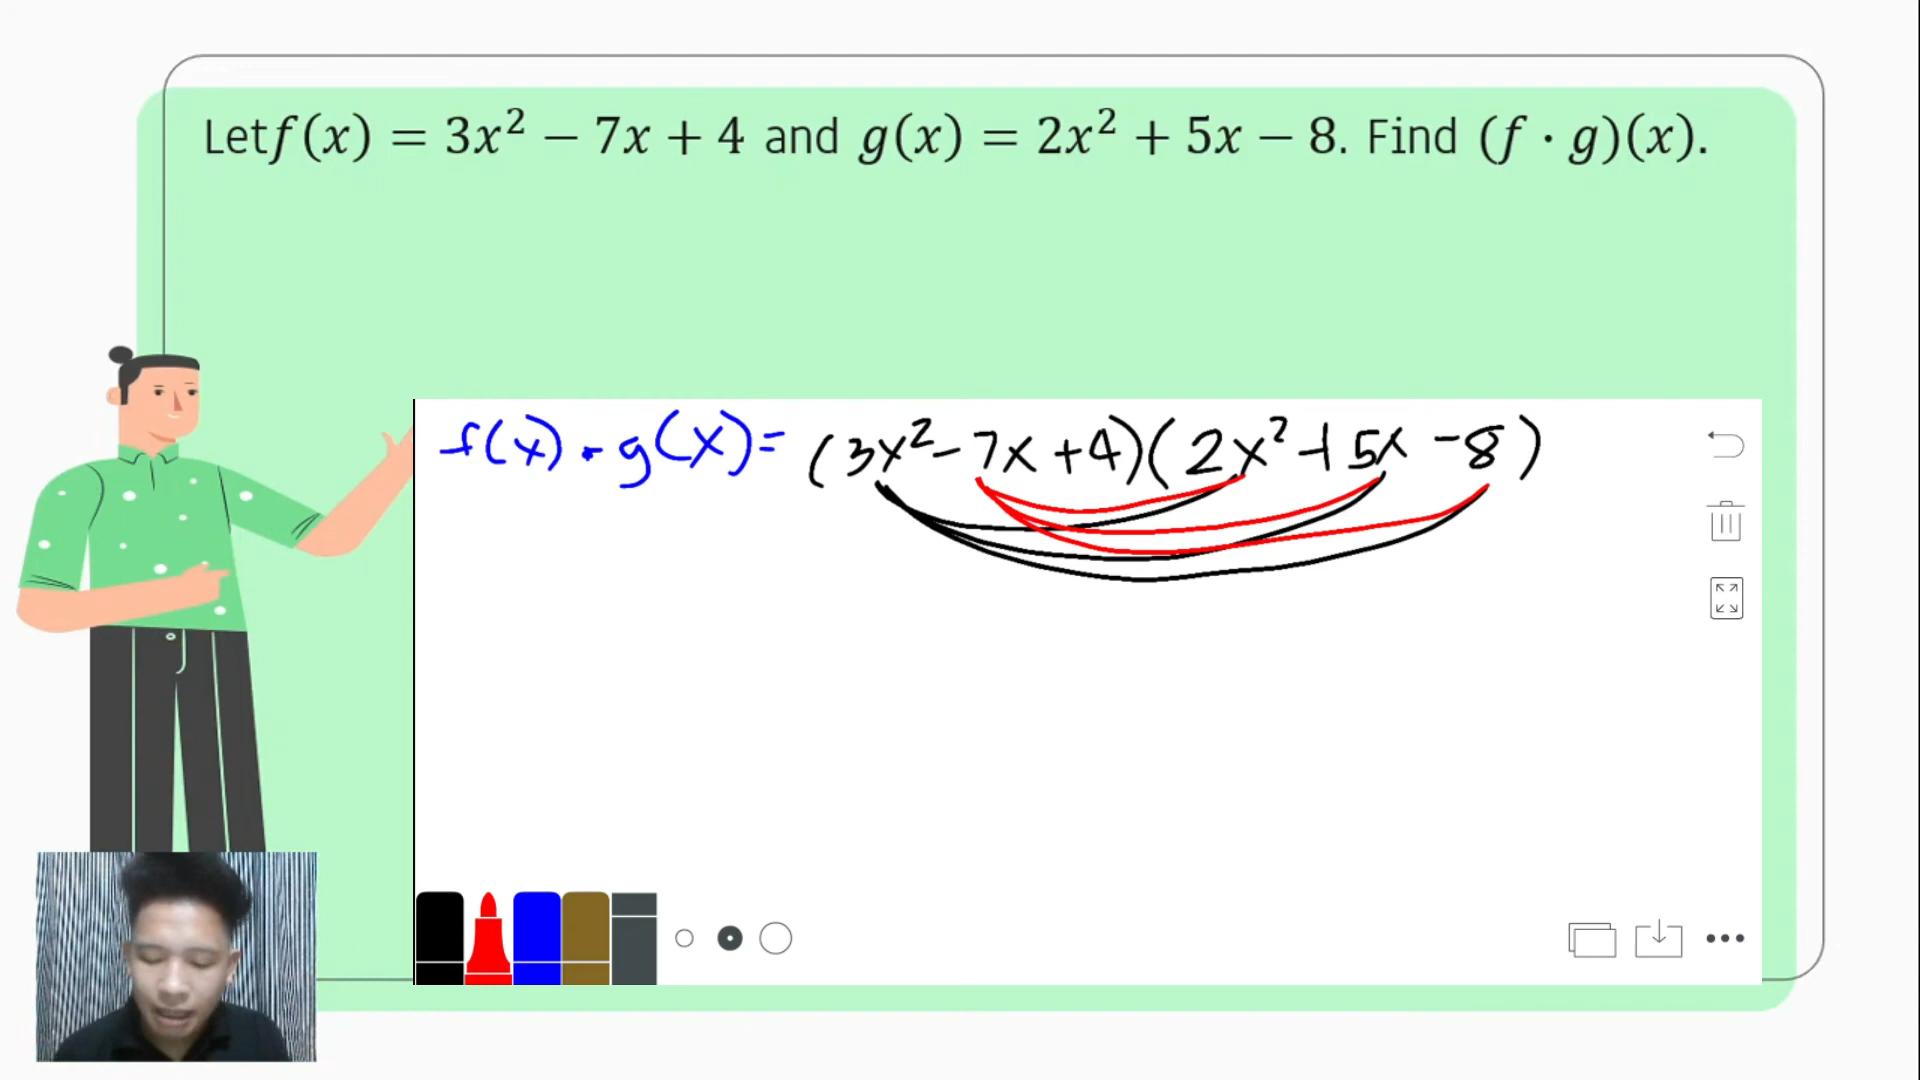 Let f(x) = 3x² − 7x + 4 and g(x) = 2x² + 5x − 8. Find (f · g)(x).
f(x) · g(x) = (3x² − 7x + 4)(2x² + 5x − 8)